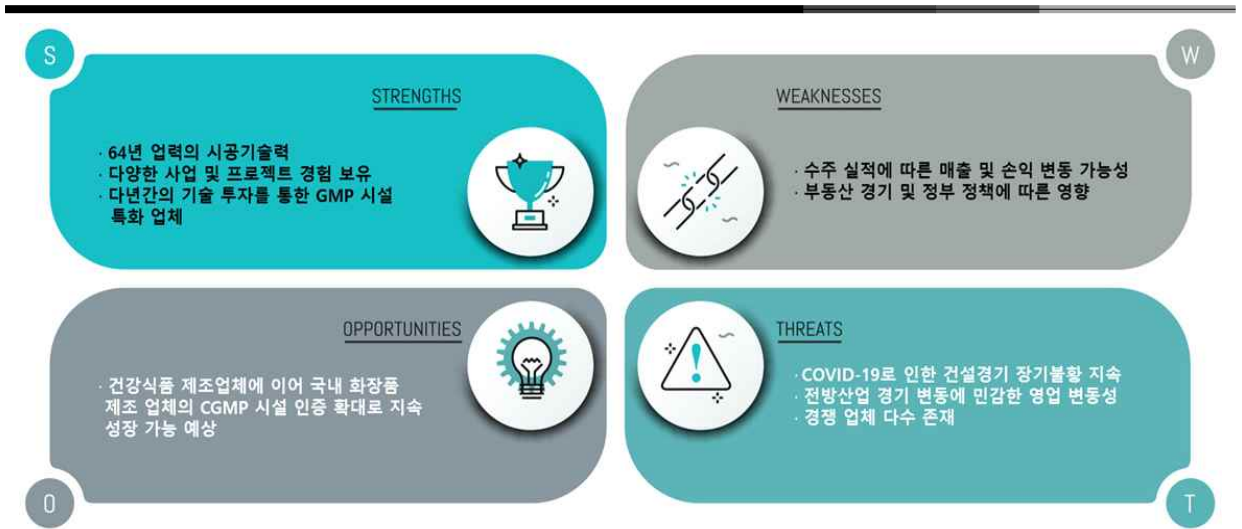 S
STRENGTHS
· 64년 업력의 시공기술력
· 다양한 사업 및 프로젝트 경험 보유
· 다년간의 기술 투자를 통한 GMP 시설
특화 업체
W
WEAKNESSES
· 수주 실적에 따른 매출 및 손익 변동 가능성
· 부동산 경기 및 정부 정책에 따른 영향
O
OPPORTUNITIES
· 건강식품 제조업체에 이어 국내 화장품
제조 업체의 CGMP 시설 인증 확대로 지속
성장 가능 예상
T
THREATS
· COVID-19로 인한 건설경기 장기불황 지속
· 전방산업 경기 변동에 민감한 영업 변동성
· 경쟁 업체 다수 존재